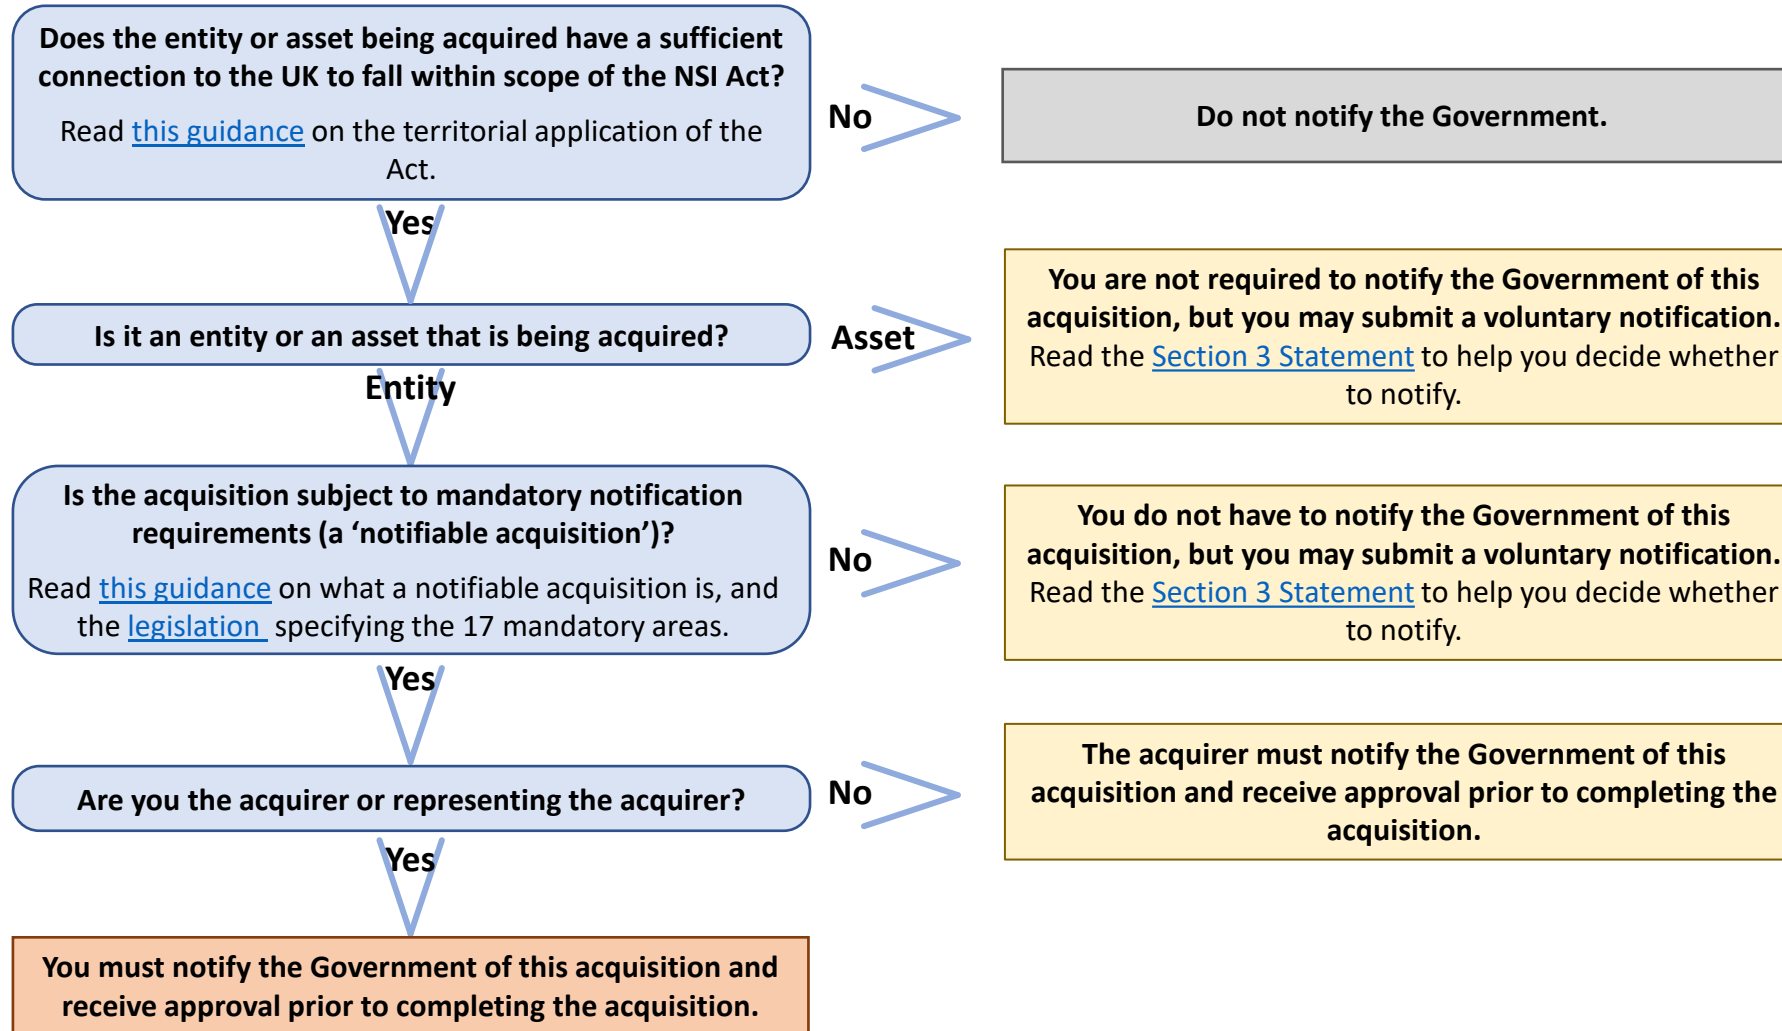 Does the entity or asset being acquired have a sufficient
connection to the UK to fall within scope of the NSI Act?
Read this guidance on the territorial application of the
Act.
No
Do not notify the Government.
Yes
Is it an entity or an asset that is being acquired?
Asset
You are not required to notify the Government of this
acquisition, but you may submit a voluntary notification.
Read the Section 3 Statement to help you decide whether
to notify.
Entity
Is the acquisition subject to mandatory notification
requirements (a ‘notifiable acquisition’)?
Read this guidance on what a notifiable acquisition is, and
the legislation specifying the 17 mandatory areas.
No
You do not have to notify the Government of this
acquisition, but you may submit a voluntary notification.
Read the Section 3 Statement to help you decide whether
to notify.
Yes
Are you the acquirer or representing the acquirer?
No
The acquirer must notify the Government of this
acquisition and receive approval prior to completing the
acquisition.
Yes
You must notify the Government of this acquisition and
receive approval prior to completing the acquisition.